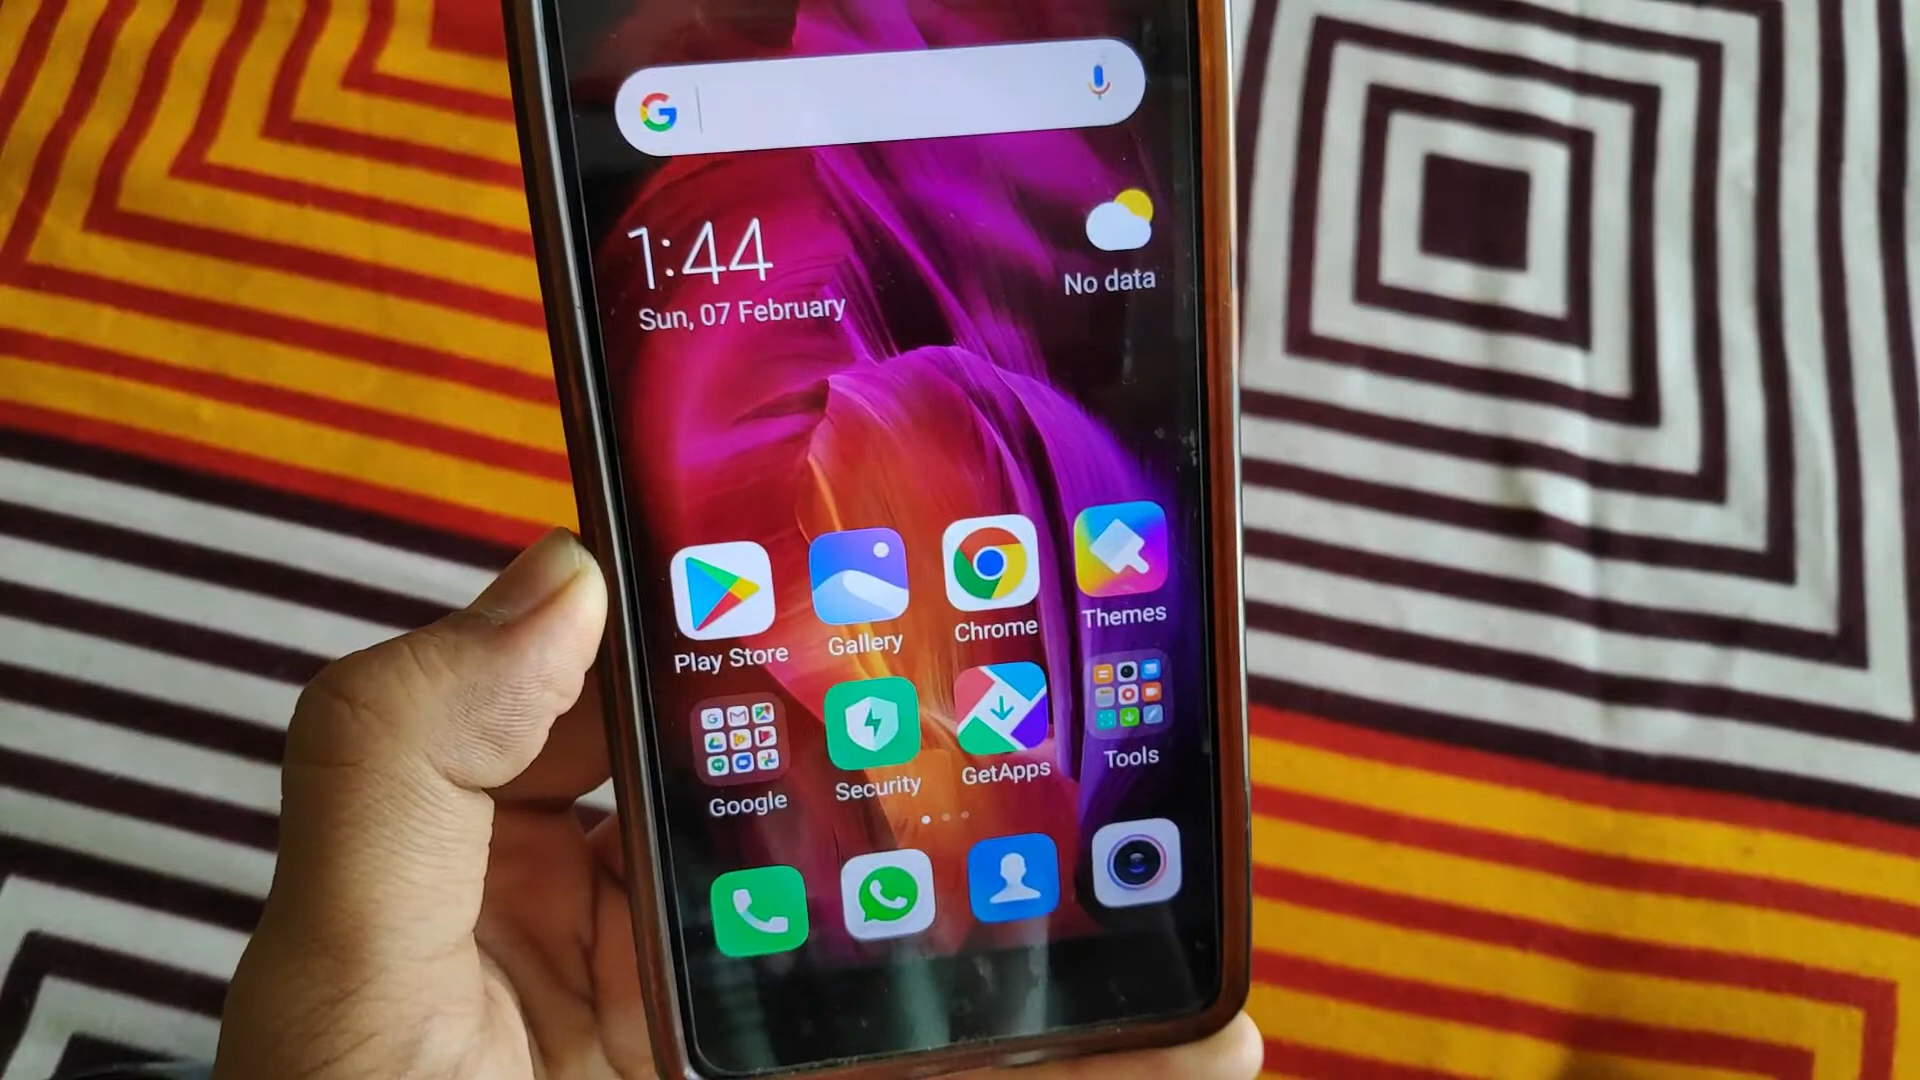 1:44
Sun, 07 February
No data
Play Store
Gallery
Chrome
Themes
Google
Security
GetApps
Tools